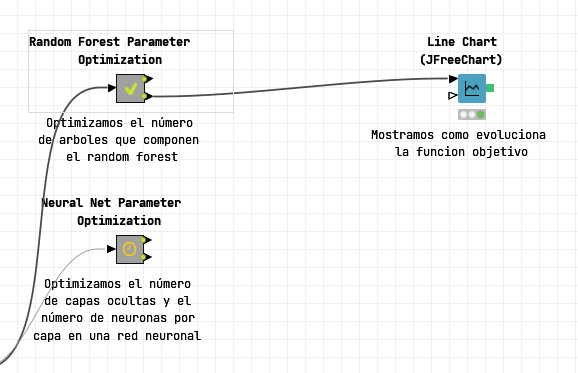 Random Forest Parameter
Optimization
Optimizamos el número
de arboles que componen
el random forest
Line Chart
(JFreeChart)
Mostramos como evoluciona
la funcion objetivo
Neural Net Parameter
Optimization
Optimizamos el número
de capas ocultas y el
número de neuronas por
capa en una red neuronal